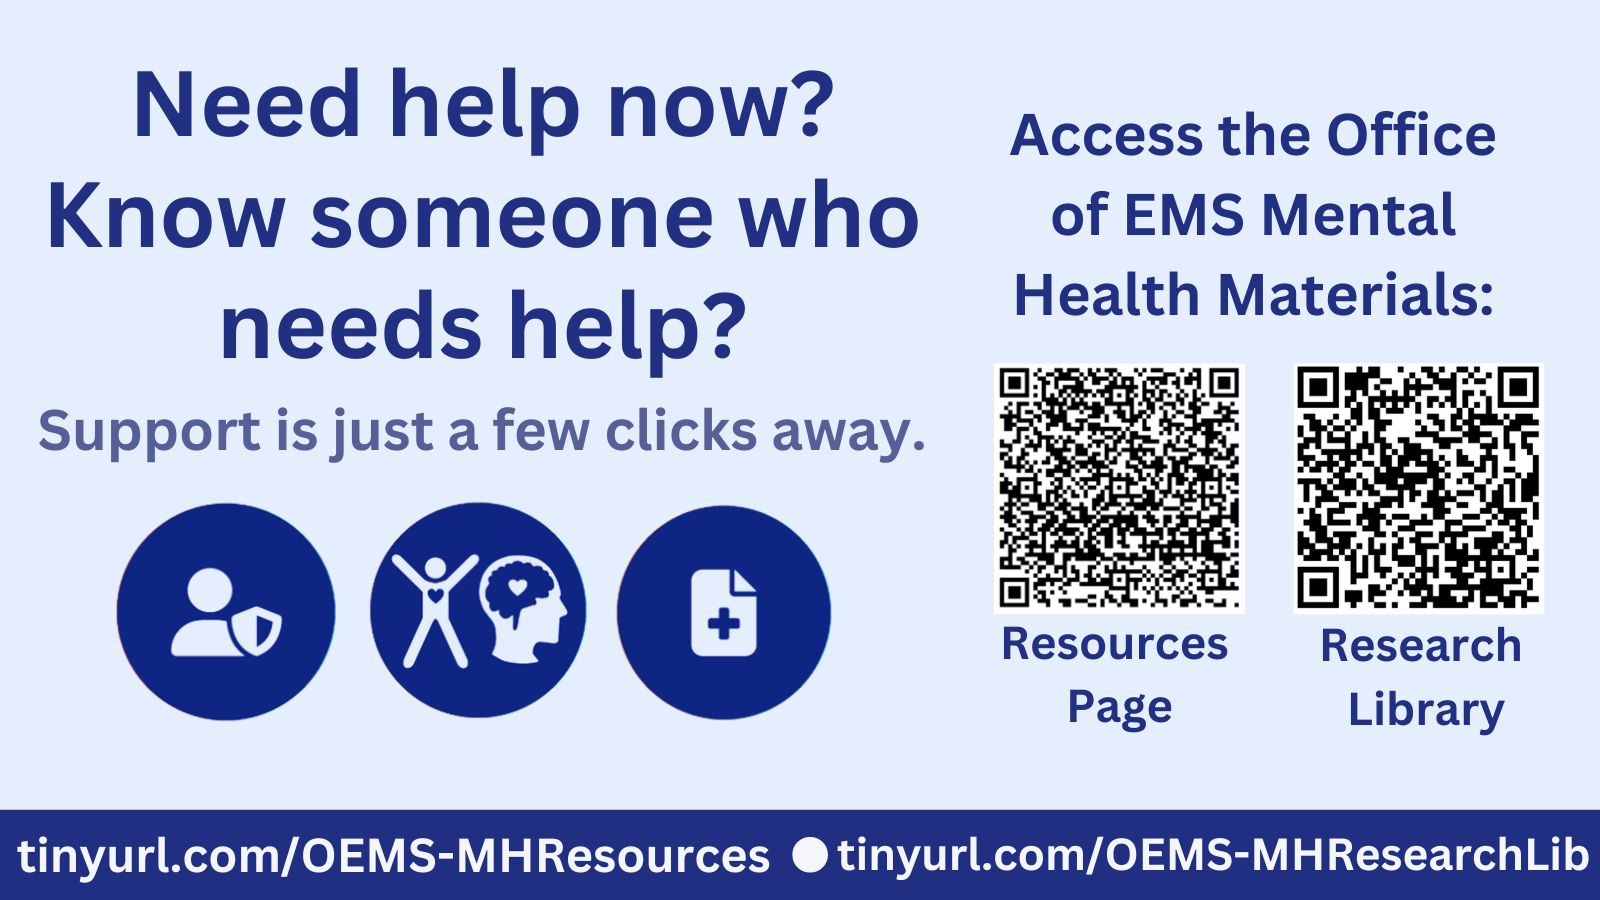 Need help now?
Know someone who
needs help?
Support is just a few clicks away.
Access the Office
of EMS Mental
Health Materials:
Resources
Page
Research
Library
tinyurl.com/OEMS-MHResources
tinyurl.com/OEMS-MHResearchLib